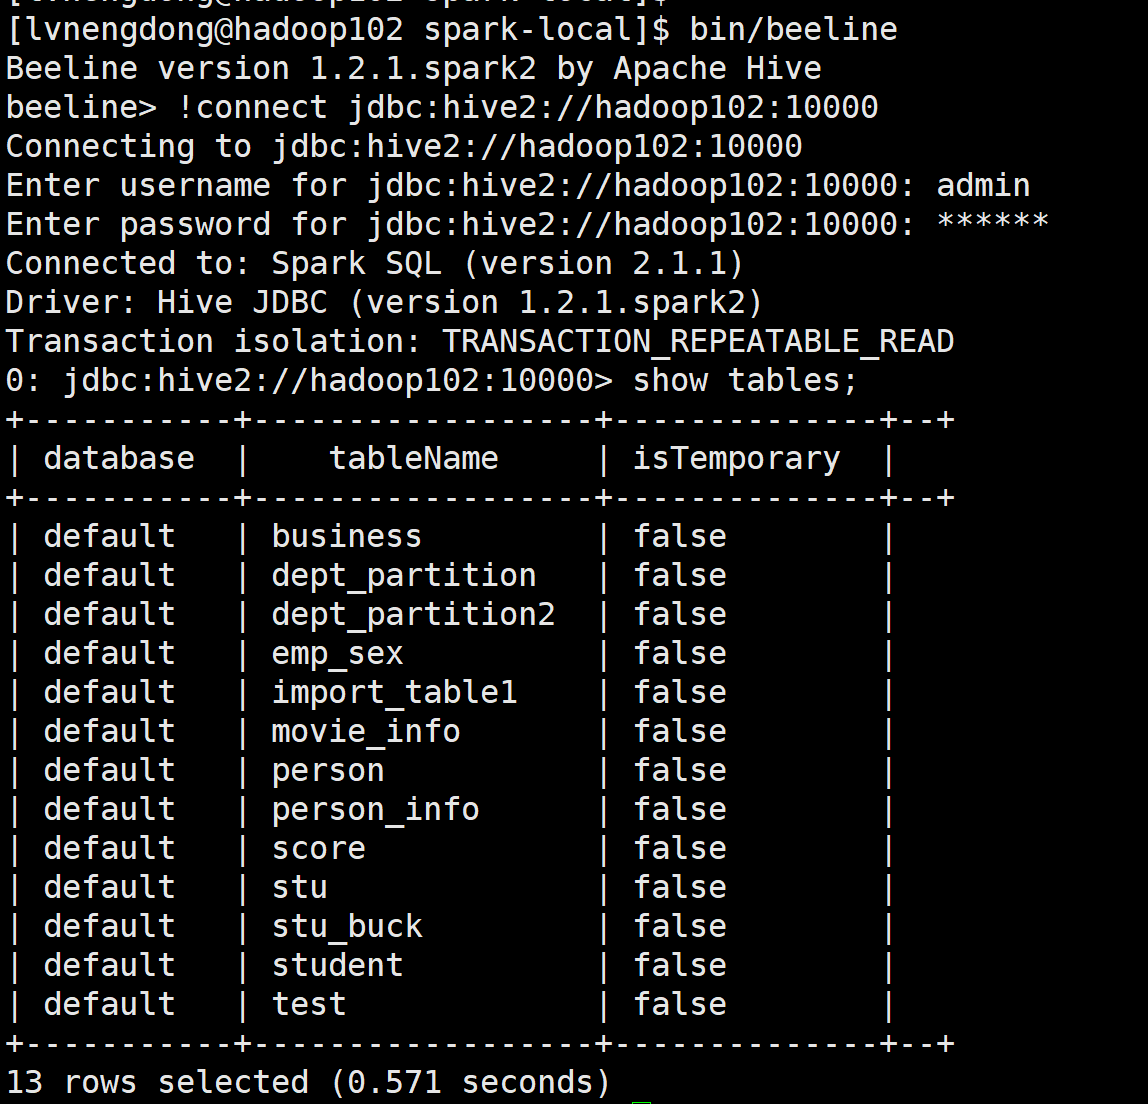 [lvnengdong@hadoop102 spark-local]$
[lvnengdong@hadoop102 spark-local]$ bin/beeline
Beeline version 1.2.1.spark2 by Apache Hive
beeline> !connect jdbc:hive2://hadoop102:10000
Connecting to jdbc:hive2://hadoop102:10000
Enter username for jdbc:hive2://hadoop102:10000: admin
Enter password for jdbc:hive2://hadoop102:10000: ******
Connected to: Spark SQL (version 2.1.1)
Driver: Hive JDBC (version 1.2.1.spark2)
Transaction isolation: TRANSACTION_REPEATABLE_READ
0: jdbc:hive2://hadoop102:10000> show tables;
+-----------+------------------+--------------+--+
| database  |    tableName     | isTemporary  |
+-----------+------------------+--------------+--+
| default   | business         | false        |
| default   | dept_partition   | false        |
| default   | dept_partition2  | false        |
| default   | emp_sex          | false        |
| default   | import_table1    | false        |
| default   | movie_info       | false        |
| default   | person           | false        |
| default   | person_info      | false        |
| default   | score            | false        |
| default   | stu              | false        |
| default   | stu_buck         | false        |
| default   | student          | false        |
| default   | test             | false        |
+-----------+------------------+--------------+--+
13 rows selected (0.571 seconds)